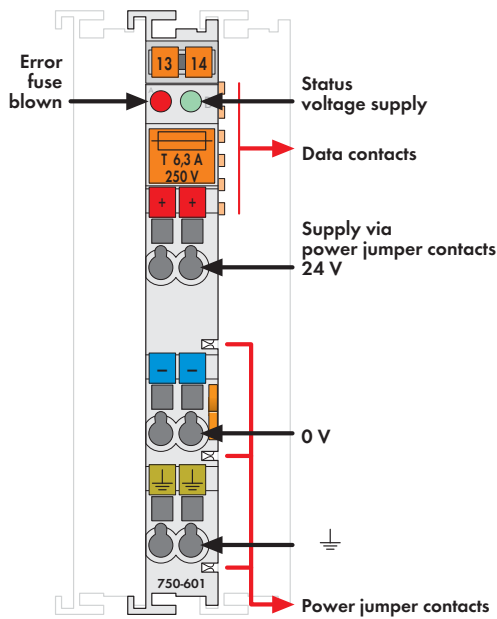 13 14
Error
fuse
blown
Status
voltage supply
Data contacts
T 6,3 A
250 V
+ +
Supply via
power jumper contacts
24 V
– –
0 V
750-601
Power jumper contacts